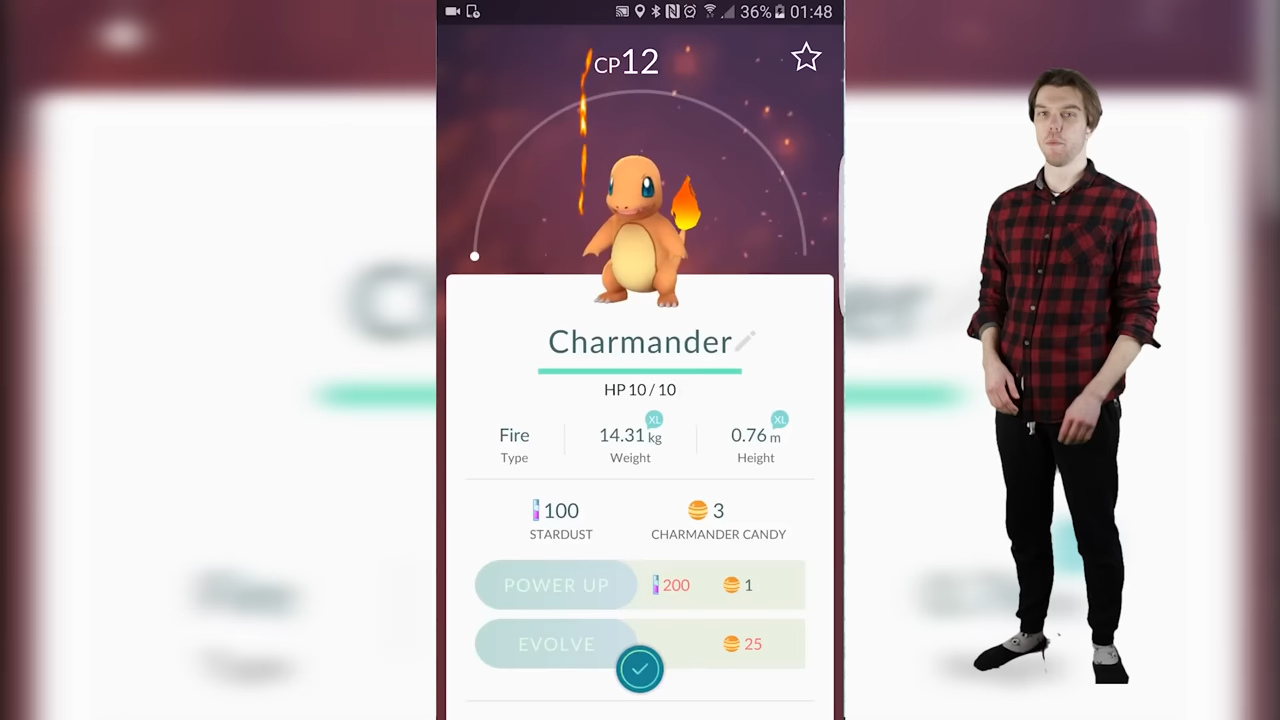 36% 01:48
CP12
Charmander
HP 10 / 10
XL XL
Fire 14.31 kg 0.76 m
Type Weight Height
100 3
STARDUST CHARMANDER CANDY
POWER UP 200 1
EVOLVE 25